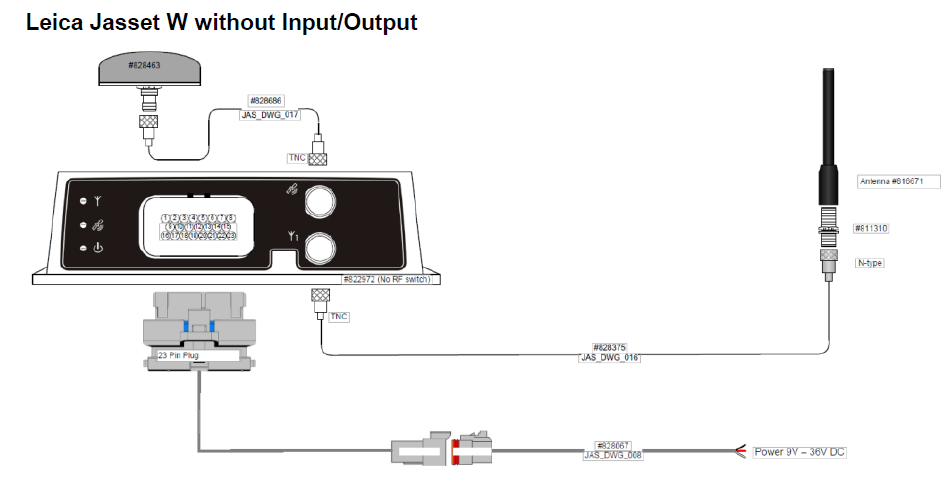 Leica Jasset W without Input/Output
#828463
#828686
JAS_DWG_017
TNC
Antenna #816671
#811310
N-type
1 2 3 4 5 6 7 8
9 10 11 12 13 14 15
16 17 18 19 20 21 22 23
1
#822972 (No RF switch)
TNC
23 Pin Plug
#828375
JAS_DWG_016
#828067
JAS_DWG_008
Power 9V – 36V DC